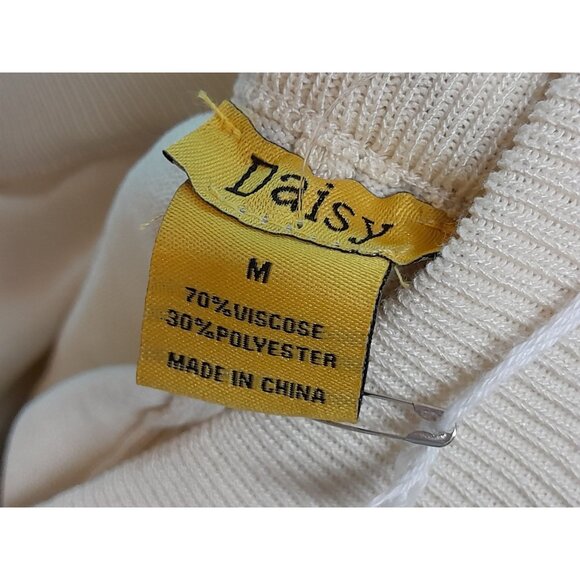 Daisy
M
70%VISCOSE
30%POLYESTER
MADE IN CHINA